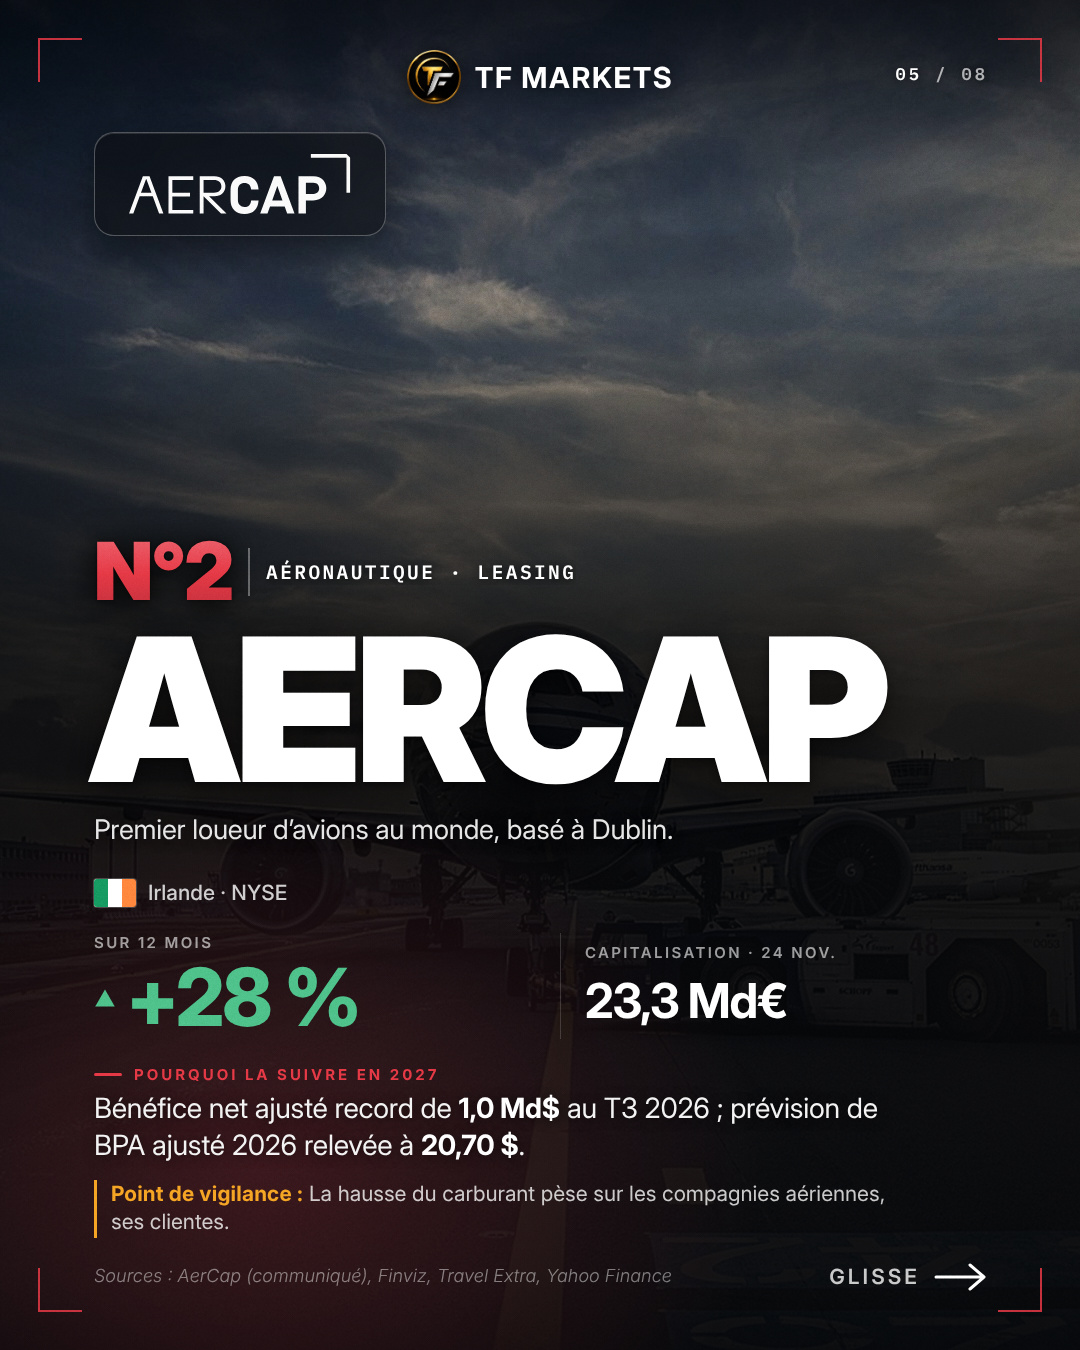 TF MARKETS
05 / 08
AERCAP
N°2
AÉRONAUTIQUE · LEASING
AERCAP
Premier loueur d’avions au monde, basé à Dublin.
Irlande · NYSE
SUR 12 MOIS
▲ +28 %
CAPITALISATION · 24 NOV.
23,3 Md€
POURQUOI LA SUIVRE EN 2027
Bénéfice net ajusté record de 1,0 Md$ au T3 2026 ; prévision de
BPA ajusté 2026 relevée à 20,70 $.
Point de vigilance : La hausse du carburant pèse sur les compagnies aériennes,
ses clientes.
Sources : AerCap (communiqué), Finviz, Travel Extra, Yahoo Finance
GLISSE →